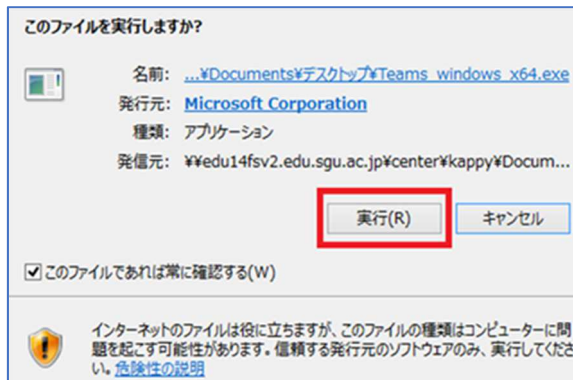 このファイルを実行しますか?
名前: ...¥Documents¥デスクトップ¥Teams_windows_x64.exe
発行元: Microsoft Corporation
種類: アプリケーション
発信元: ¥¥edu14fsv2.edu.sgu.ac.jp¥center¥kappy¥Docum...
実行(R) キャンセル
このファイルであれば常に確認する(W)
インターネットのファイルは役に立ちますが、このファイルの種類はコンピューターに問
題を起こす可能性があります。信頼する発行元のソフトウェアのみ、実行してくださ
い。危険性の説明